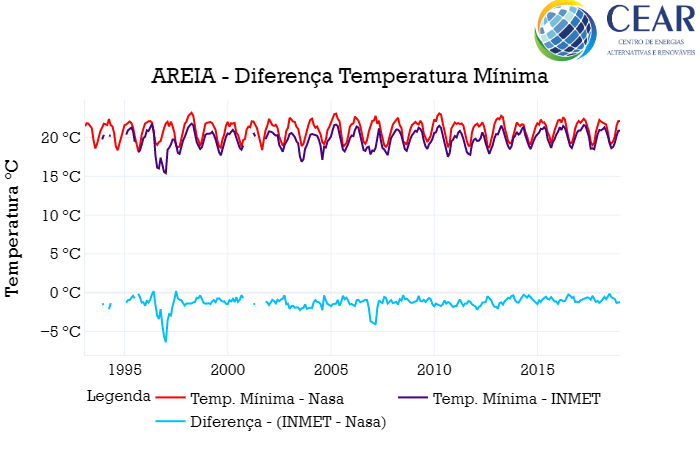 CEAR
CENTRO DE ENERGIAS
ALTERNATIVAS E RENOVÁVEIS
AREIA - Diferença Temperatura Mínima
Temperatura °C
20 °C
15 °C
10 °C
5 °C
0 °C
−5 °C
1995 2000 2005 2010 2015
Legenda
Temp. Mínima - Nasa
Temp. Mínima - INMET
Diferença - (INMET - Nasa)